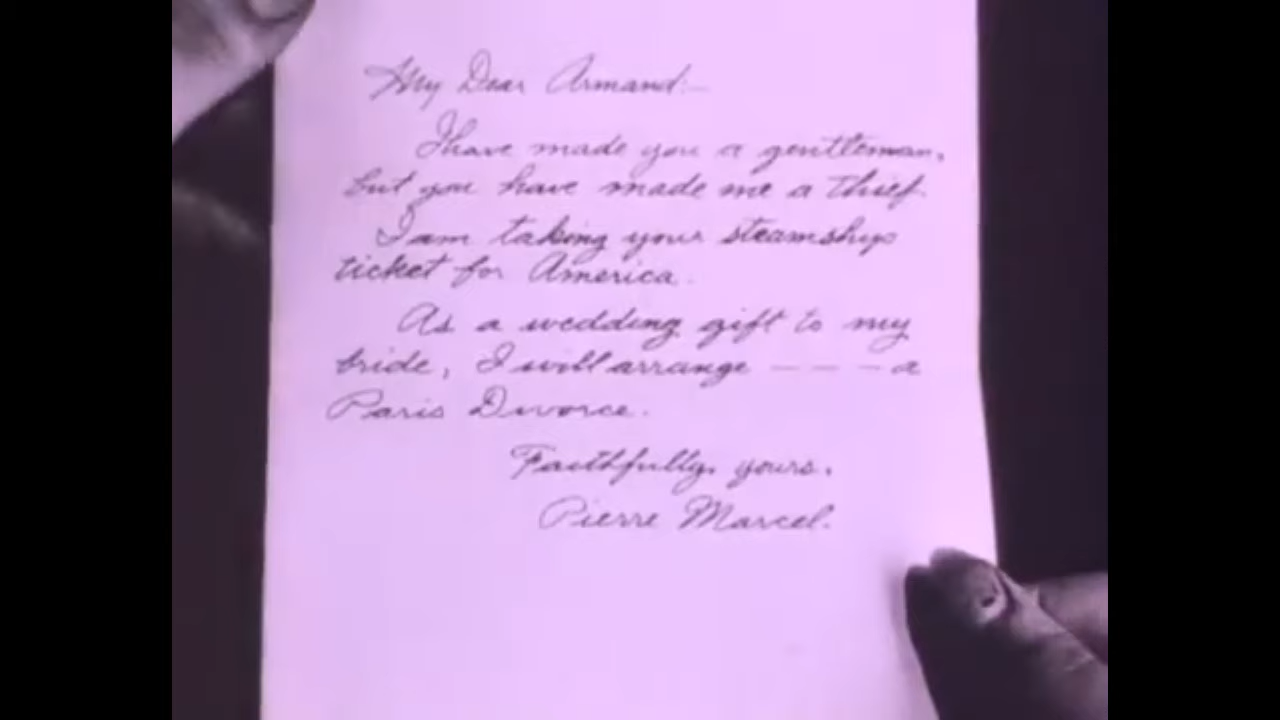 My Dear Armand:—
I have made you a gentleman,
but you have made me a thief.
I am taking your steamship
ticket for America.
As a wedding gift to my
bride, I will arrange — — — a
Paris Divorce.
Faithfully yours,
Pierre Marcel.